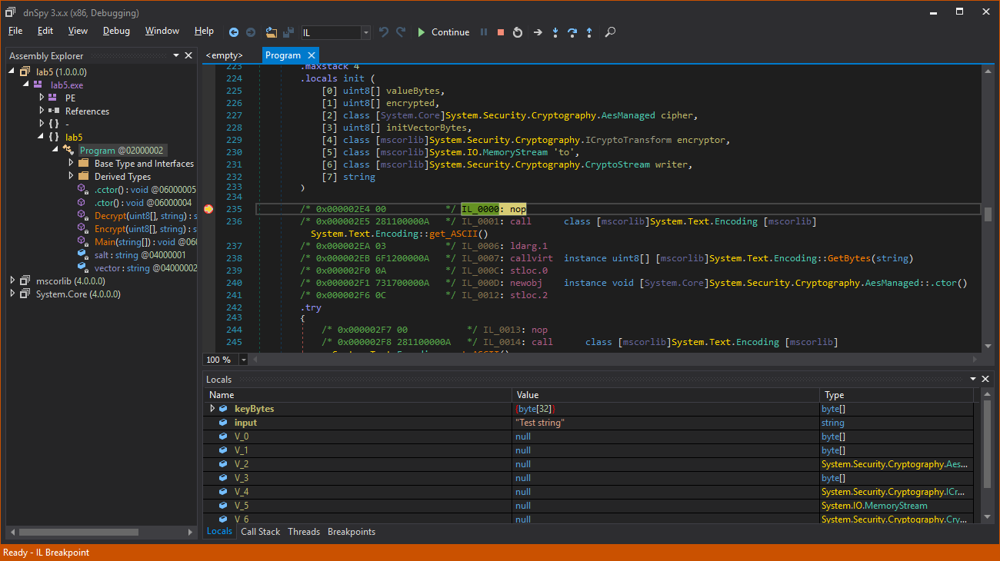 dnSpy 3.x.x (x86, Debugging)
File Edit View Debug Window Help IL Continue
Assembly Explorer
lab5 (1.0.0.0)
lab5.exe
PE
References
{ } -
{ } lab5
Program @02000002
Base Type and Interfaces
Derived Types
.cctor() : void @06000005
.ctor() : void @06000004
Decrypt(uint8[], string) : s
Encrypt(uint8[], string) : s
Main(string[]) : void @060
salt : string @04000001
vector : string @04000002
mscorlib (4.0.0.0)
System.Core (4.0.0.0)
<empty> Program
223 .maxstack 4
224 .locals init (
225 [0] uint8[] valueBytes,
226 [1] uint8[] encrypted,
227 [2] class [System.Core]System.Security.Cryptography.AesManaged cipher,
228 [3] uint8[] initVectorBytes,
229 [4] class [mscorlib]System.Security.Cryptography.ICryptoTransform encryptor,
230 [5] class [mscorlib]System.IO.MemoryStream 'to',
231 [6] class [mscorlib]System.Security.Cryptography.CryptoStream writer,
232 [7] string
233 )
234
235 /* 0x000002E4 00 */ IL_0000: nop
236 /* 0x000002E5 281100000A */ IL_0001: call class [mscorlib]System.Text.Encoding [mscorlib]
System.Text.Encoding::get_ASCII()
237 /* 0x000002EA 03 */ IL_0006: ldarg.1
238 /* 0x000002EB 6F1200000A */ IL_0007: callvirt instance uint8[] [mscorlib]System.Text.Encoding::GetBytes(string)
239 /* 0x000002F0 0A */ IL_000C: stloc.0
240 /* 0x000002F1 731700000A */ IL_000D: newobj instance void [System.Core]System.Security.Cryptography.AesManaged::.ctor()
241 /* 0x000002F6 0C */ IL_0012: stloc.2
242 .try
243 {
244 /* 0x000002F7 00 */ IL_0013: nop
245 /* 0x000002F8 281100000A */ IL_0014: call class [mscorlib]System.Text.Encoding [mscorlib]
100 %
Locals
Name Value Type
keyBytes {byte[32]} byte[]
input "Test string" string
V_0 null byte[]
V_1 null byte[]
V_2 null System.Security.Cryptography.Aes...
V_3 null byte[]
V_4 null System.Security.Cryptography.ICr...
V_5 null System.IO.MemoryStream
V_6 null System.Security.Cryptography.Cry...
Locals Call Stack Threads Breakpoints
Ready - IL Breakpoint